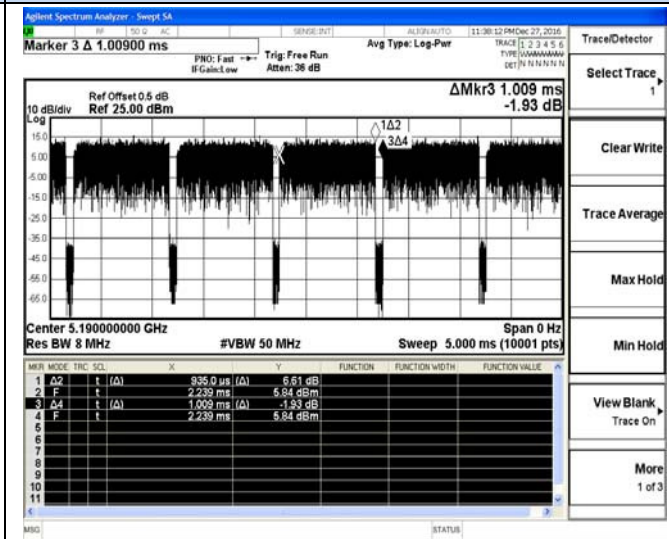 Agilent Spectrum Analyzer - Swept SA
RF 50 Ω AC SENSE:INT ALIGNAUTO 11:38:12 PM Dec 27, 2016
Marker 3 Δ 1.00900 ms
PNO: Fast Trig: Free Run Avg Type: Log-Pwr TRACE 1 2 3 4 5 6
TYPE
IFGain:Low Atten: 36 dB DET N N N N N N
Ref Offset 0.5 dB ΔMkr3 1.009 ms
10 dB/div Ref 25.00 dBm -1.93 dB
Log
15.0
5.00
-5.00
-15.0
-25.0
-35.0
-45.0
-55.0
-65.0
1Δ2
3Δ4
Center 5.190000000 GHz Span 0 Hz
Res BW 8 MHz #VBW 50 MHz Sweep 5.000 ms (10001 pts)
MKR MODE TRC SCL X Y FUNCTION FUNCTION WIDTH FUNCTION VALUE
1 Δ2 t (Δ) 935.0 us (Δ) 6.61 dB
2 F t 2.239 ms 5.84 dBm
3 Δ4 t (Δ) 1.009 ms (Δ) -1.93 dB
4 F t 2.239 ms 5.84 dBm
5
6
7
8
9
10
11
MSG STATUS
Trace/Detector
Select Trace
1
Clear Write
Trace Average
Max Hold
Min Hold
View Blank
Trace On
More
1 of 3